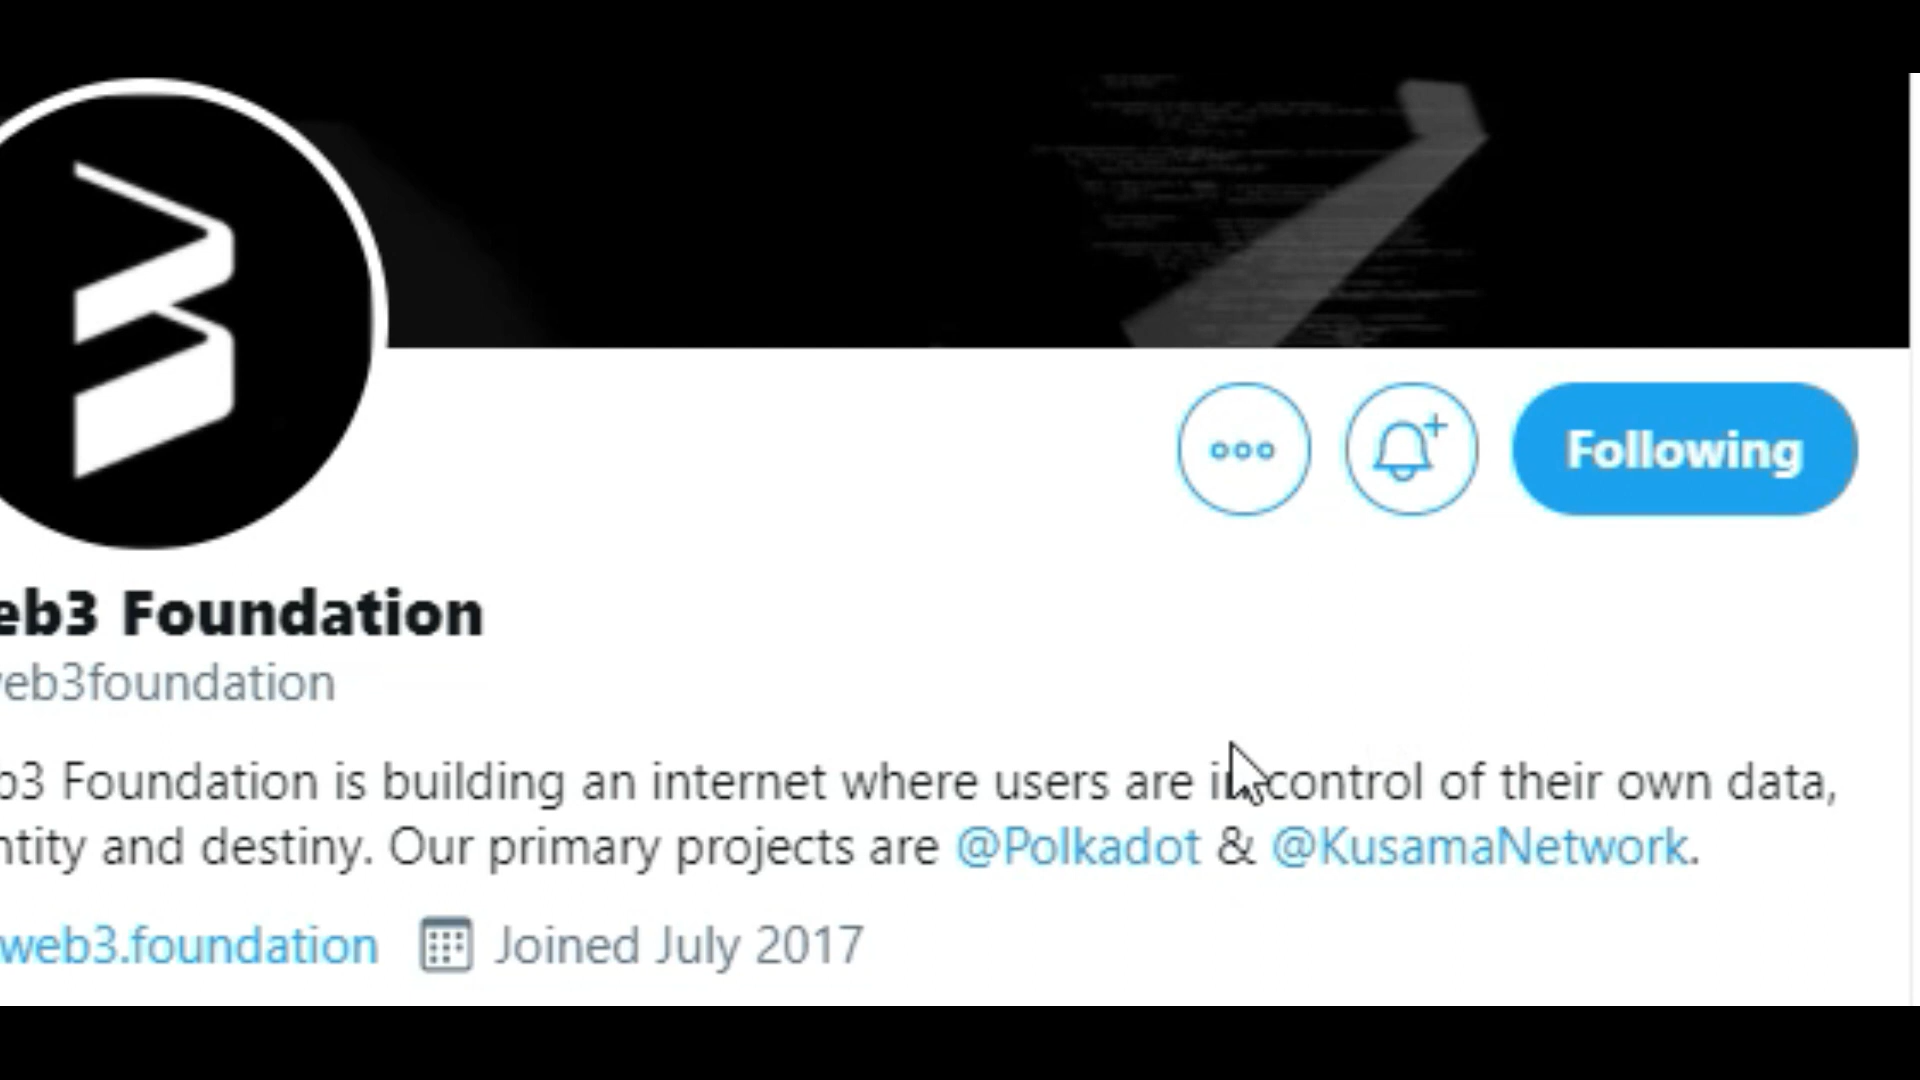 Following
eb3 Foundation
eb3foundation
b3 Foundation is building an internet where users are in control of their own data,
ntity and destiny. Our primary projects are @Polkadot & @KusamaNetwork.
web3.foundation Joined July 2017